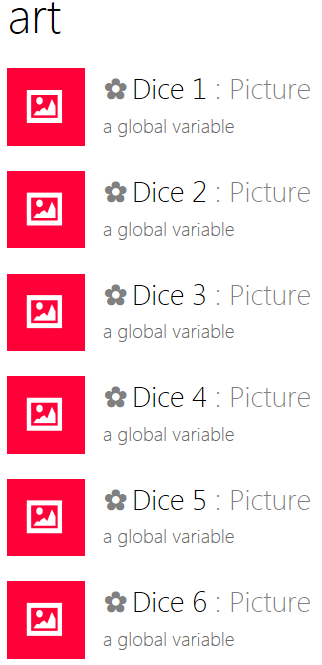 art
✿ Dice 1 : Picture
a global variable
✿ Dice 2 : Picture
a global variable
✿ Dice 3 : Picture
a global variable
✿ Dice 4 : Picture
a global variable
✿ Dice 5 : Picture
a global variable
✿ Dice 6 : Picture
a global variable